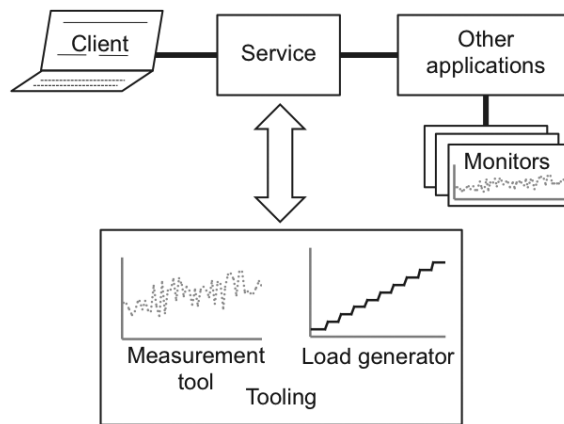 Client
Service
Other
applications
Monitors
Measurement
tool
Load generator
Tooling